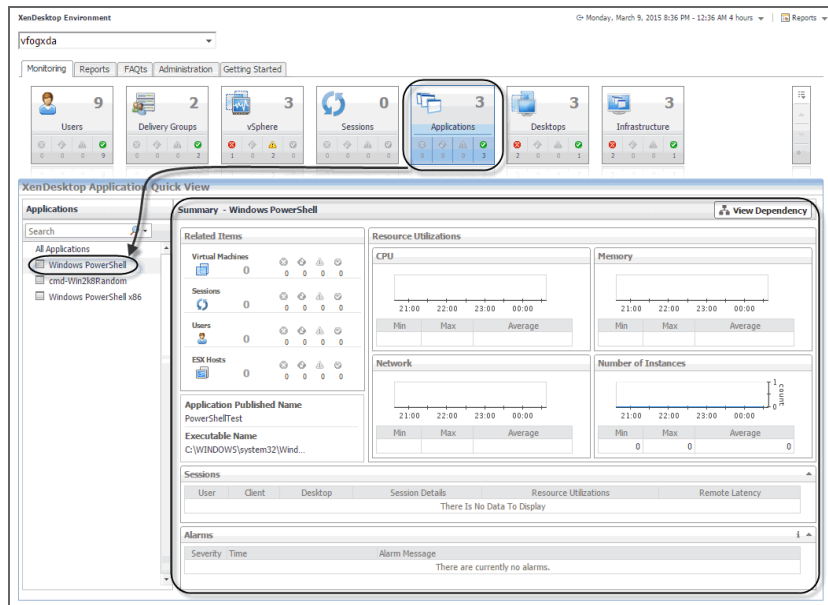 XenDesktop Environment
Monday, March 9, 2015 8:36 PM - 12:36 AM 4 hours
Reports
vfogxda
Monitoring Reports FAQts Administration Getting Started
9 2 3 0 3 3 3
Users Delivery Groups vSphere Sessions Applications Desktops Infrastructure
0 0 0 9 0 0 0 2 1 0 2 0 0 0 0 0 0 0 0 3 2 0 0 1 2 0 0 1
XenDesktop Application Quick View
Applications
Search
All Applications
Windows PowerShell
cmd-Win2k8Random
Windows PowerShell x86
Summary - Windows PowerShell
View Dependency
Related Items
Virtual Machines
0 0 0 0 0
Sessions
0 0 0 0 0
Users
0 0 0 0 0
ESX Hosts
0 0 0 0 0
Application Published Name
PowerShellTest
Executable Name
C:\WINDOWS\system32\Wind...
Resource Utilizations
CPU
21:00 22:00 23:00 00:00
Min Max Average
Memory
21:00 22:00 23:00 00:00
Min Max Average
Network
21:00 22:00 23:00 00:00
Min Max Average
Number of Instances
1
0
count
21:00 22:00 23:00 00:00
Min Max Average
0 0 0
Sessions
User Client Desktop Session Details Resource Utilizations Remote Latency
There Is No Data To Display
Alarms
Severity Time Alarm Message
There are currently no alarms.